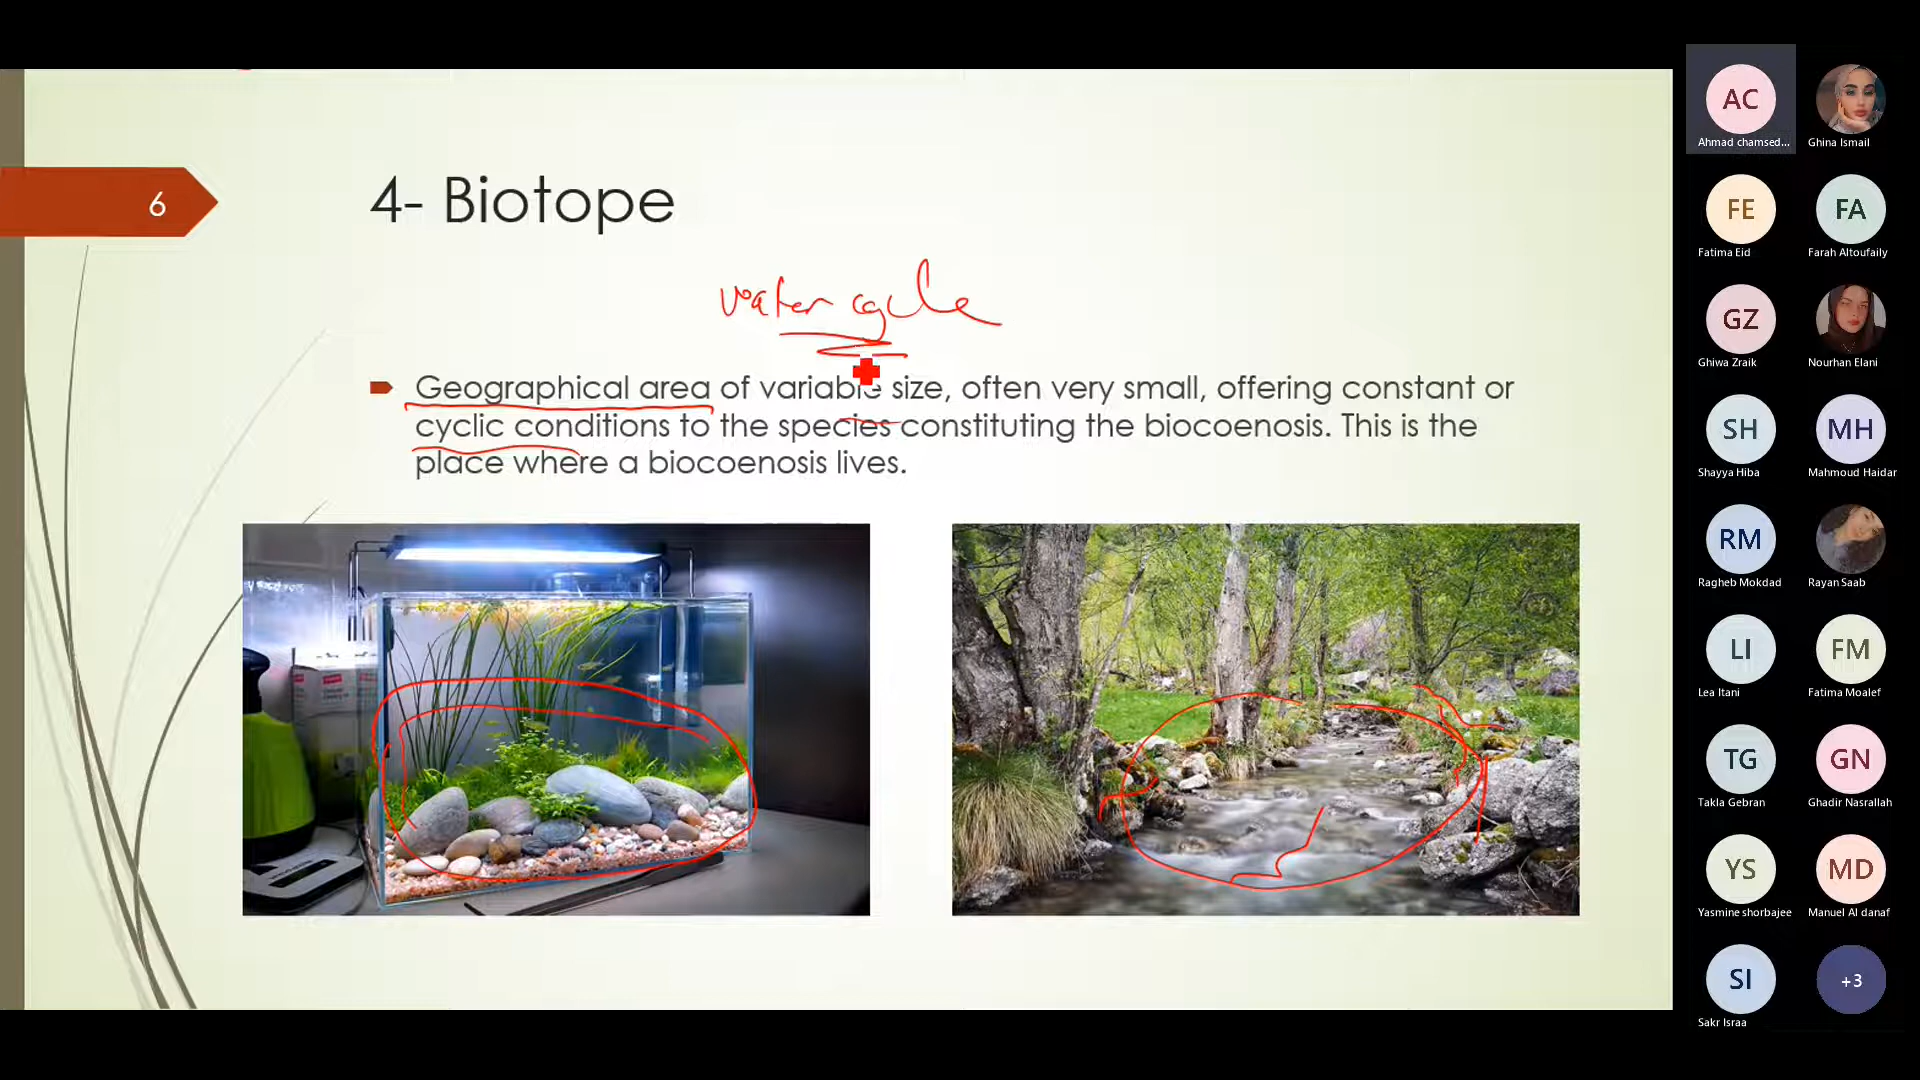 6
4- Biotope
water cycle
Geographical area of variable size, often very small, offering constant or
cyclic conditions to the species constituting the biocoenosis. This is the
place where a biocoenosis lives.
AC
Ahmad chamsed...
Ghina Ismail
FE
Fatima Eid
FA
Farah Altoufaily
GZ
Ghiwa Zraik
Nourhan Elani
SH
Shayya Hiba
MH
Mahmoud Haidar
RM
Ragheb Mokdad
Rayan Saab
LI
Lea Itani
FM
Fatima Moalef
TG
Takla Gebran
GN
Ghadir Nasrallah
YS
Yasmine shorbajee
MD
Manuel Al danaf
SI
Sakr Israa
+3